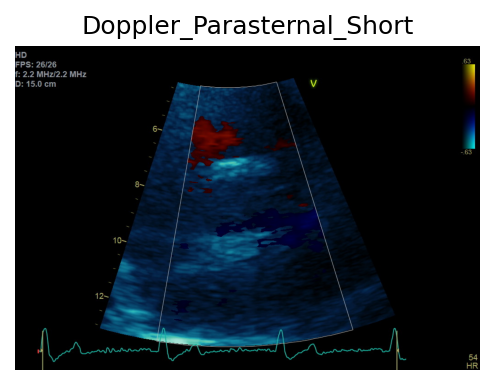 Doppler_Parasternal_Short
HD
FPS: 26/26
f: 2.2 MHz/2.2 MHz
D: 15.0 cm
V
63
-63
6
8
10
12
54
HR